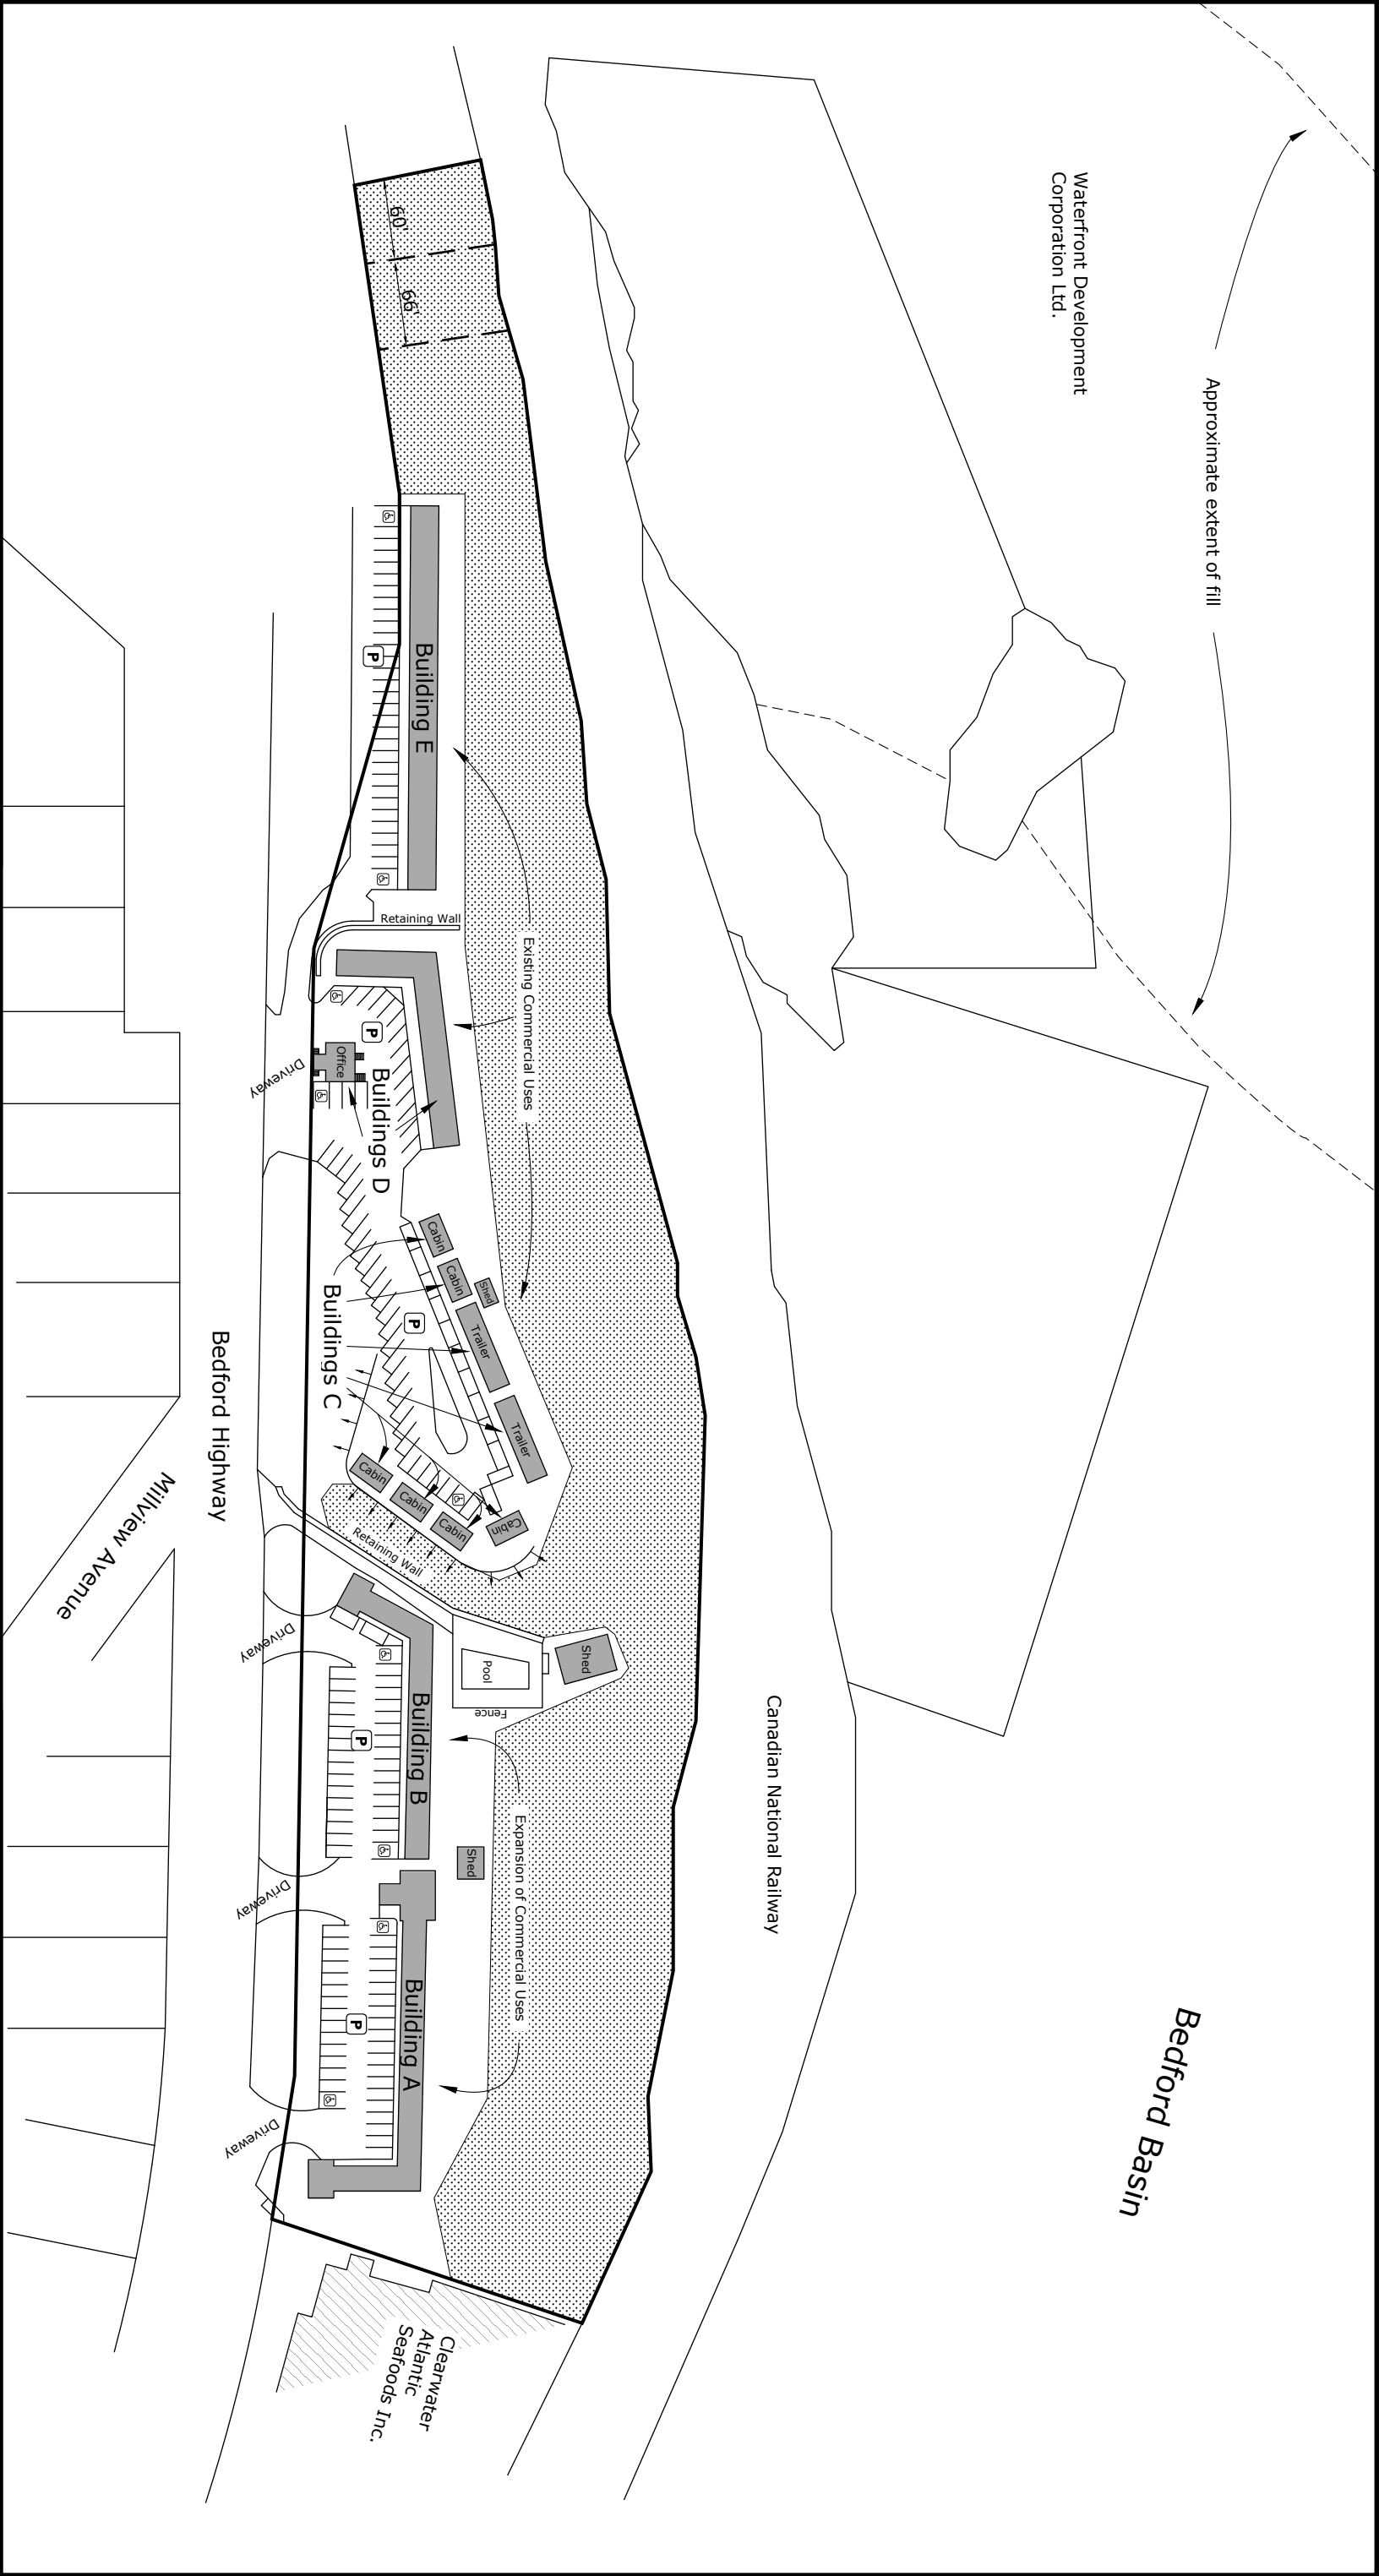 Waterfront Development
Corporation Ltd.
Approximate extent of fill
60'
66'
Building E
P
Retaining Wall
Existing Commercial Uses
P
Office
Driveway
Buildings D
Cabin
Cabin
Shed
Trailer
P
Buildings C
Trailer
Cabin
Cabin
Cabin
Cabin
Retaining Wall
Bedford Highway
Millview Avenue
Driveway
Pool
Shed
Fence
Building B
P
Shed
Expansion of Commercial Uses
Canadian National Railway
Driveway
Building A
P
Driveway
Bedford Basin
Clearwater
Atlantic
Seafoods Inc.